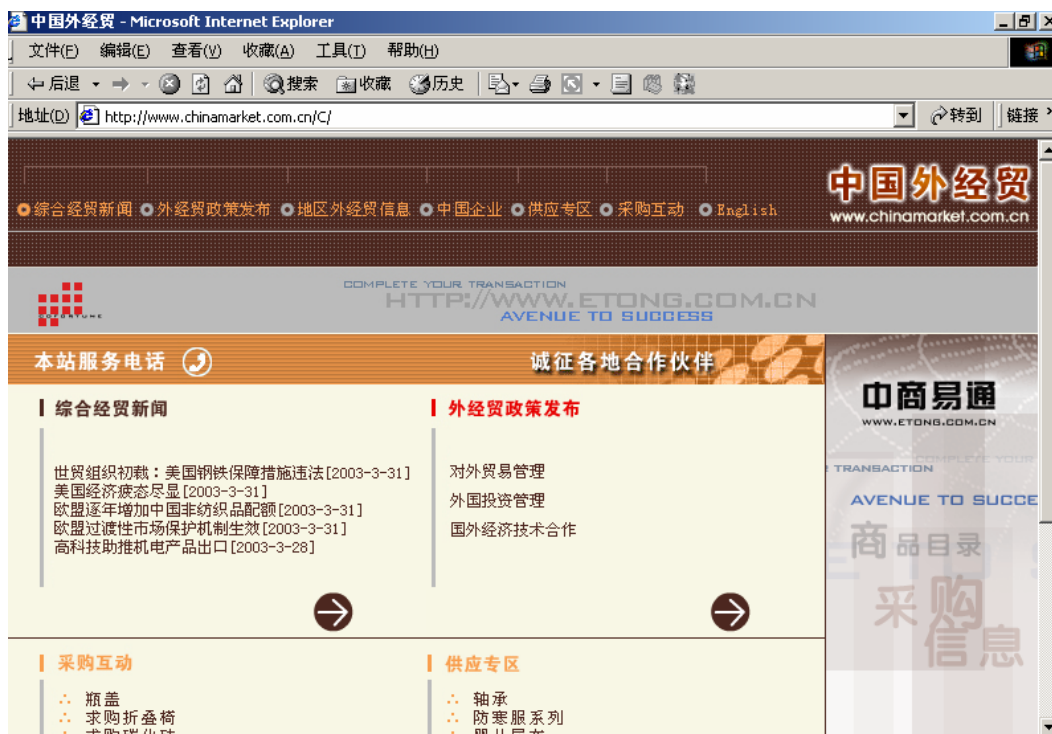 中国外经贸 - Microsoft Internet Explorer
文件(F) 编辑(E) 查看(V) 收藏(A) 工具(T) 帮助(H)
后退 搜索 收藏 历史
地址(D) http://www.chinamarket.com.cn/C/ 转到 链接
中国外经贸
www.chinamarket.com.cn
综合经贸新闻 外经贸政策发布 地区外经贸信息 中国企业 供应专区 采购互动 English
COMPLETE YOUR TRANSACTION
HTTP://WWW.ETONG.COM.CN
AVENUE TO SUCCESS
本站服务电话 诚征各地合作伙伴
中商易通
WWW.ETONG.COM.CN
综合经贸新闻
世贸组织初裁：美国钢铁保障措施违法[2003-3-31]
美国经济疲态尽显[2003-3-31]
欧盟逐年增加中国非纺织品配额[2003-3-31]
欧盟过渡性市场保护机制生效[2003-3-31]
高科技助推机电产品出口[2003-3-28]
外经贸政策发布
对外贸易管理
外国投资管理
国外经济技术合作
COMPLETE YOUR
TRANSACTION
AVENUE TO SUCCE
商品目录
采购
信息
采购互动
瓶盖
求购折叠椅
供应专区
轴承
防寒服系列